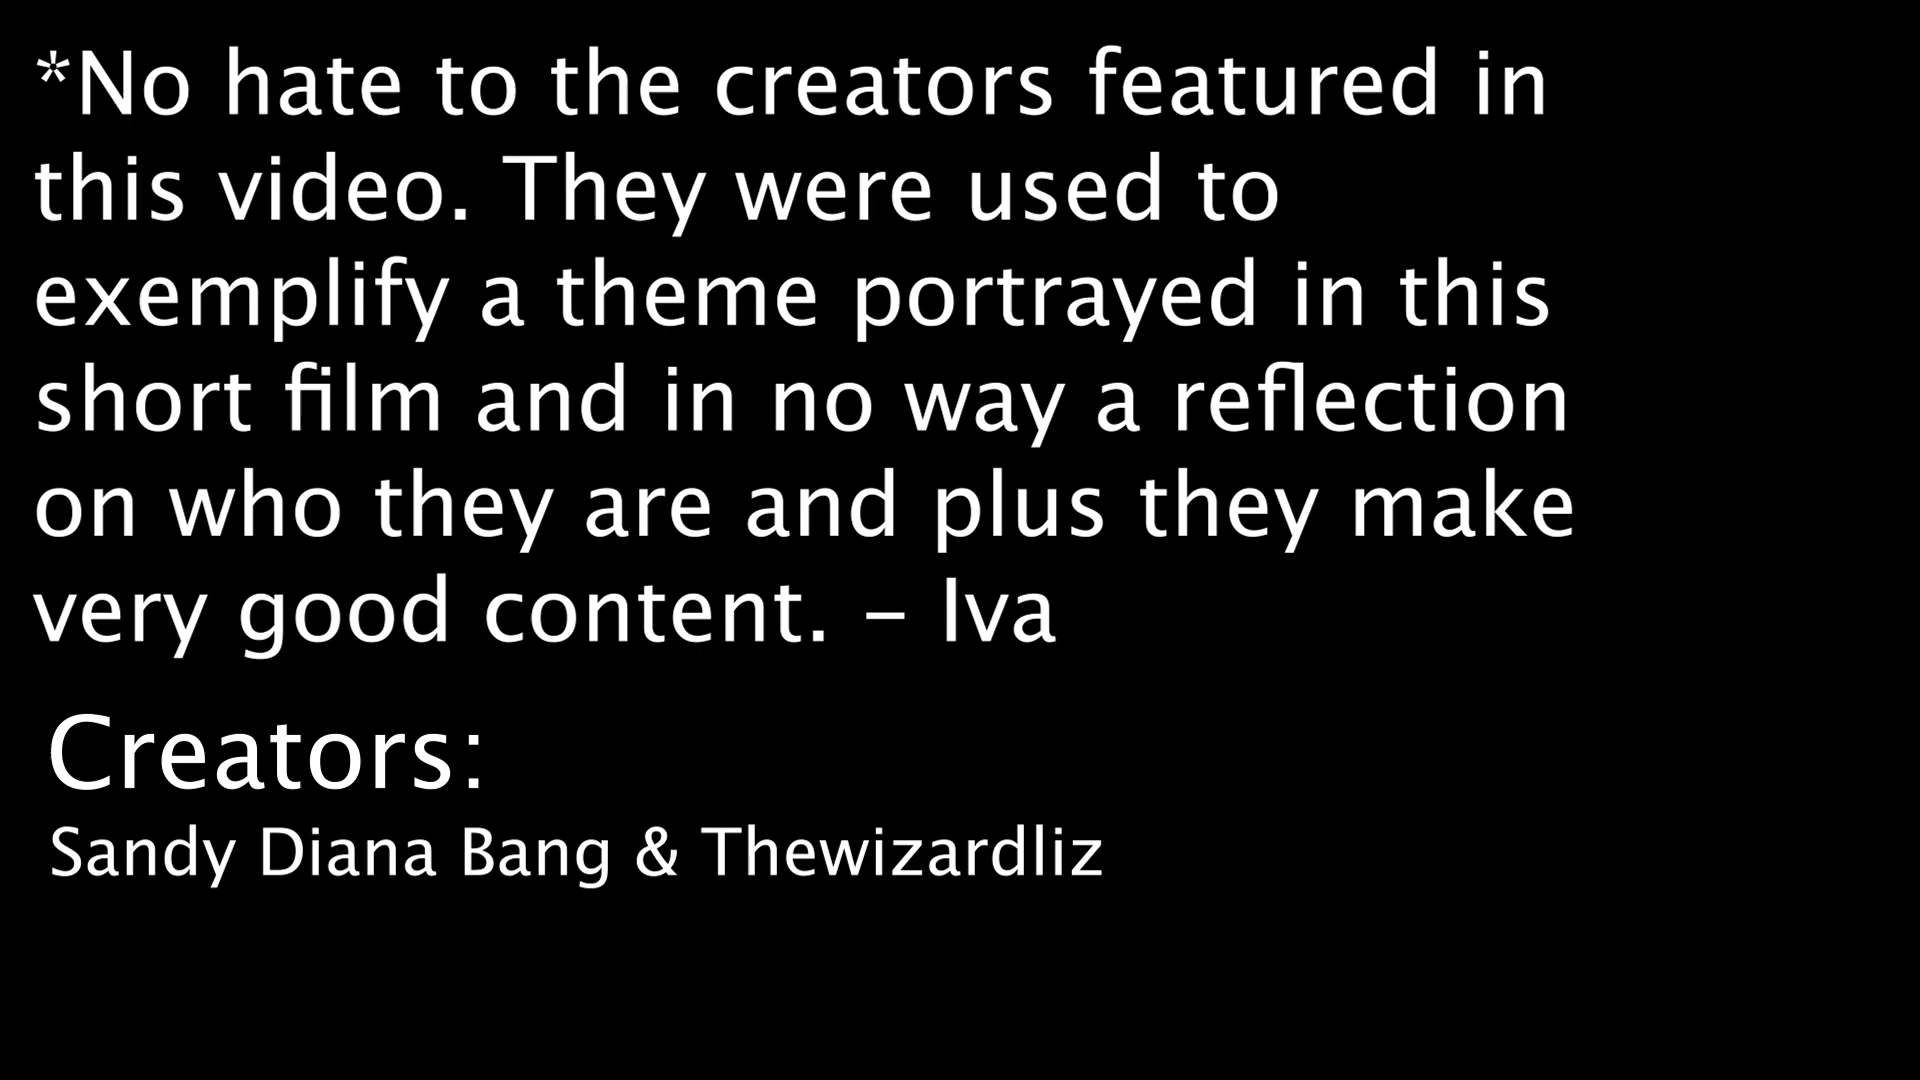 *No hate to the creators featured in
this video. They were used to
exemplify a theme portrayed in this
short film and in no way a reflection
on who they are and plus they make
very good content. – Iva
Creators:
Sandy Diana Bang & Thewizardliz